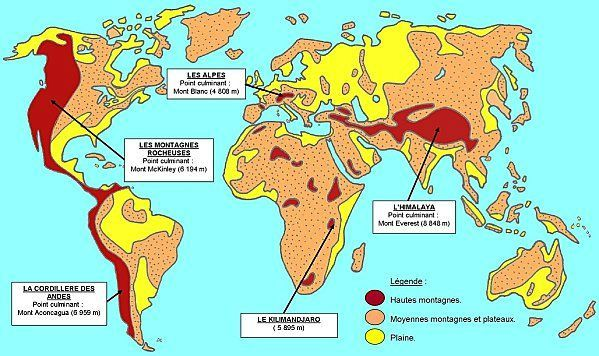 LES ALPES
Point culminant :
Mont Blanc (4 808 m)
LES MONTAGNES
ROCHEUSES
Point culminant :
Mont McKinley (6 194 m)
L'HIMALAYA
Point culminant :
Mont Everest (8 848 m)
LA CORDILLERE DES
ANDES
Point culminant :
Mont Aconcagua (6 959 m)
LE KILIMANDJARO
( 5 895 m)
Légende :
Hautes montagnes.
Moyennes montagnes et plateaux.
Plaine.